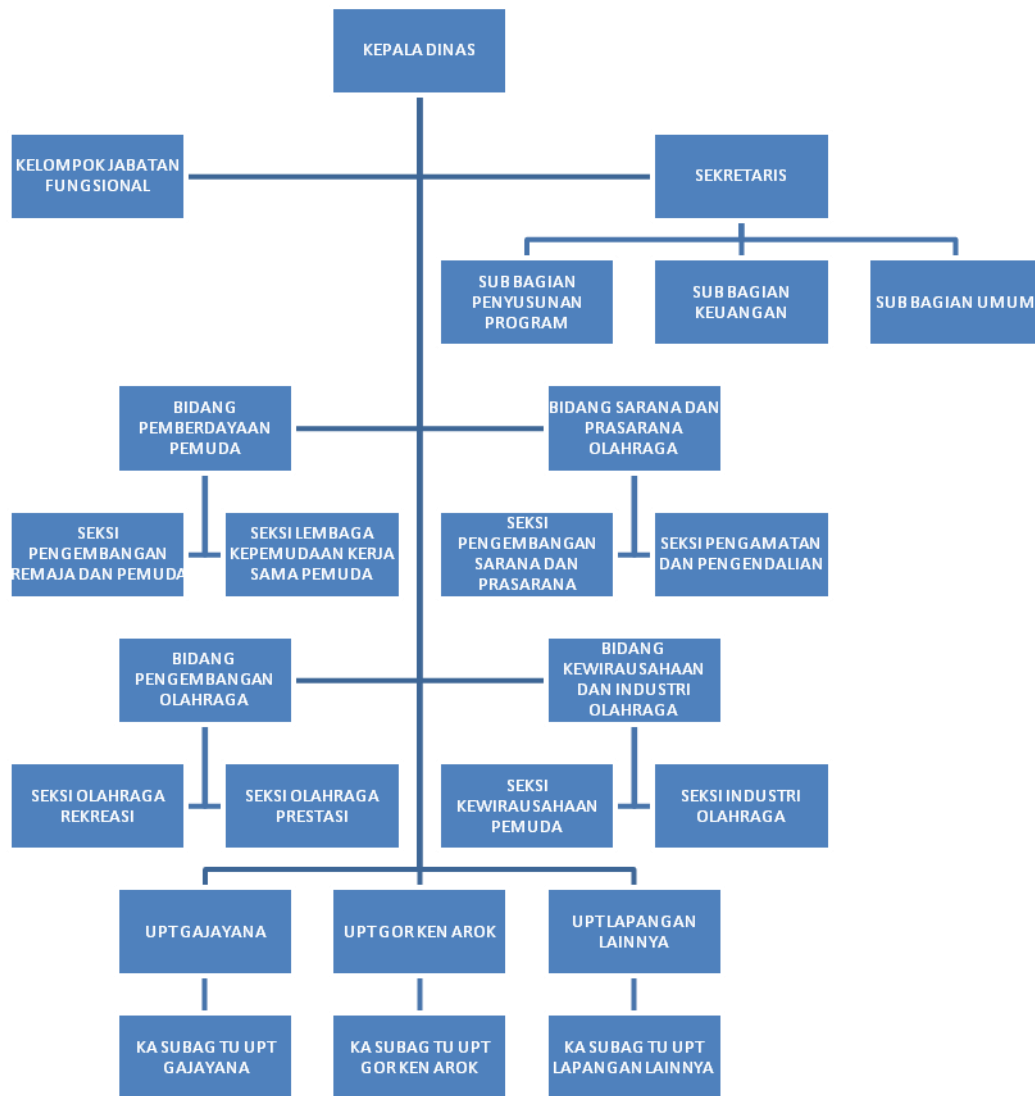 KEPALA DINAS
KELOMPOK JABATAN
FUNGSIONAL
SEKRETARIS
SUB BAGIAN
PENYUSUNAN
PROGRAM
SUB BAGIAN
KEUANGAN
SUB BAGIAN UMUM
BIDANG
PEMBERDAYAAN
PEMUDA
BIDANG SARANA DAN
PRASARANA
OLAHRAGA
SEKSI
PENGEMBANGAN
REMAJA DAN PEMUDA
SEKSI LEMBAGA
KEPEMUDAAN KERJA
SAMA PEMUDA
SEKSI
PENGEMBANGAN
SARANA DAN
PRASARANA
SEKSI PENGAMATAN
DAN PENGENDALIAN
BIDANG
PENGEMBANGAN
OLAHRAGA
BIDANG
KEWIRAUSAHAAN
DAN INDUSTRI
OLAHRAGA
SEKSI OLAHRAGA
REKREASI
SEKSI OLAHRAGA
PRESTASI
SEKSI
KEWIRAUSAHAAN
PEMUDA
SEKSI INDUSTRI
OLAHRAGA
UPT GAJAYANA
UPT GOR KEN AROK
UPT LAPANGAN
LAINNYA
KA SUBAG TU UPT
GAJAYANA
KA SUBAG TU UPT
GOR KEN AROK
KA SUBAG TU UPT
LAPANGAN LAINNYA